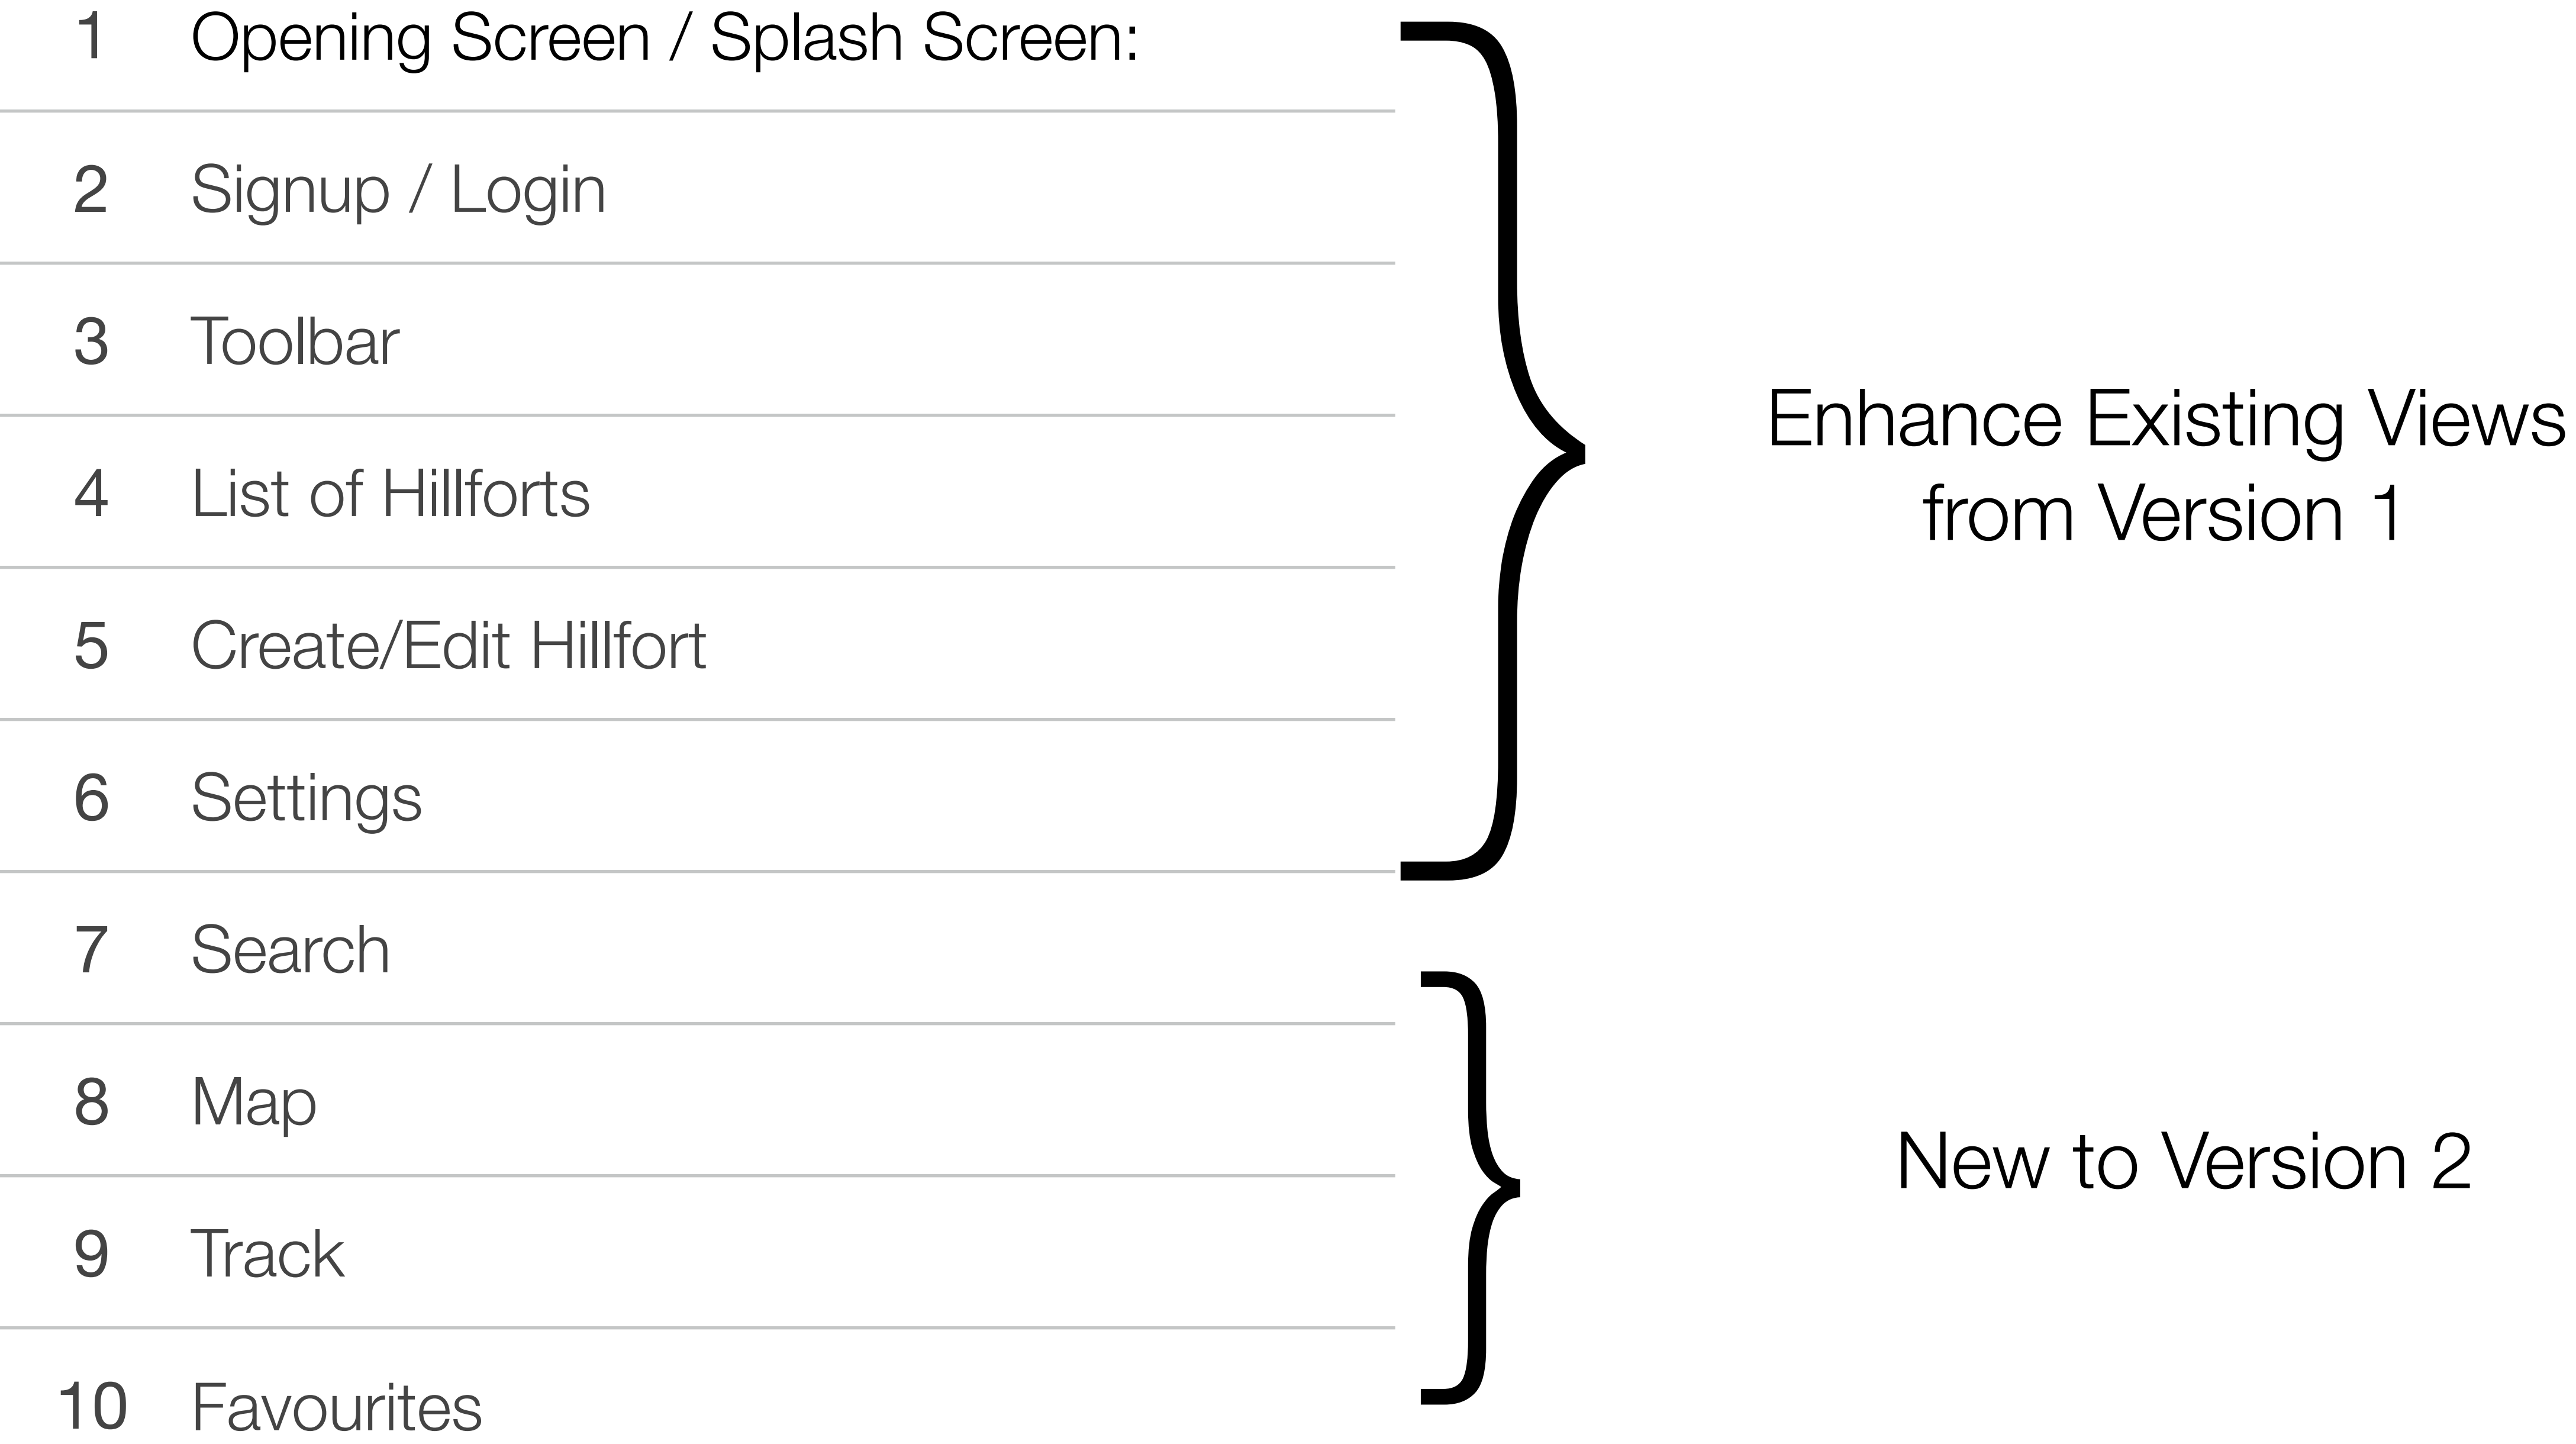 1 Opening Screen / Splash Screen:
2 Signup / Login
3 Toolbar
4 List of Hillforts
5 Create/Edit Hillfort
6 Settings
7 Search
8 Map
9 Track
10 Favourites
Enhance Existing Views
from Version 1
New to Version 2